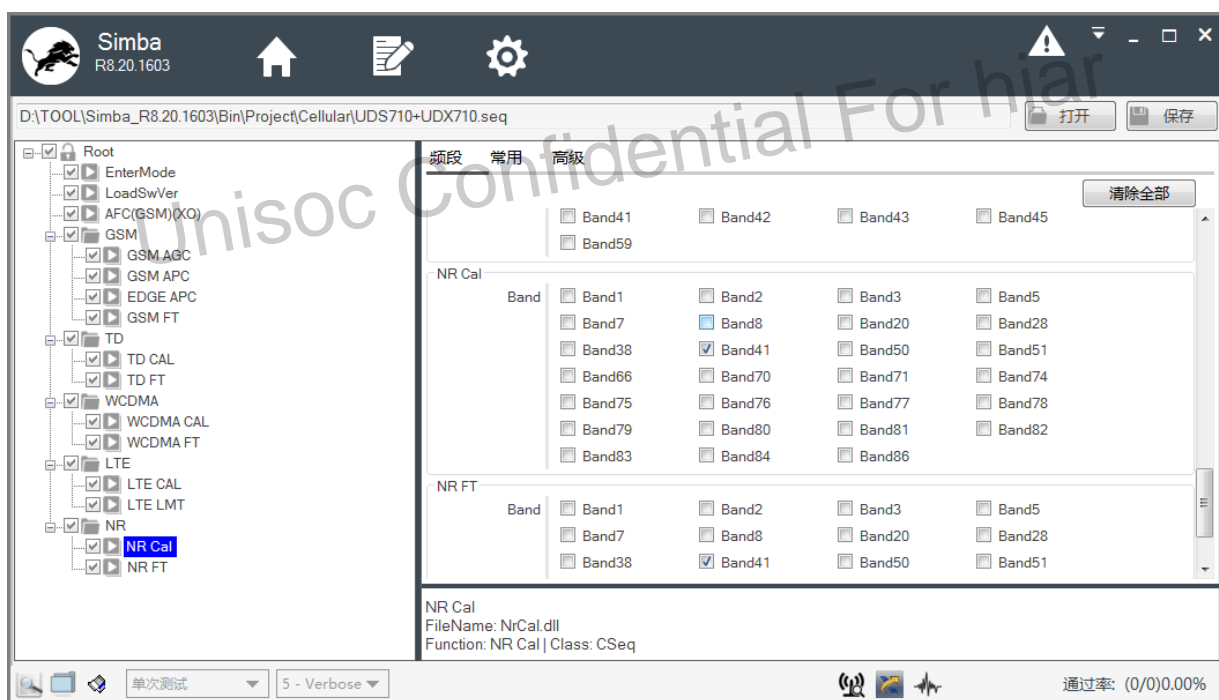 Simba
R8.20.1603
D:\TOOL\Simba_R8.20.1603\Bin\Project\Cellular\UDS710+UDX710.seq
打开
保存
Unisoc Confidential For hiar
Root
EnterMode
LoadSwVer
AFC(GSM)(XO)
GSM
GSM AGC
GSM APC
EDGE APC
GSM FT
TD
TD CAL
TD FT
WCDMA
WCDMA CAL
WCDMA FT
LTE
LTE CAL
LTE LMT
NR
NR Cal
NR FT
频段 常用 高级
清除全部
Band41 Band42 Band43 Band45
Band59
NR Cal
Band Band1 Band2 Band3 Band5
Band7 Band8 Band20 Band28
Band38 Band41 Band50 Band51
Band66 Band70 Band71 Band74
Band75 Band76 Band77 Band78
Band79 Band80 Band81 Band82
Band83 Band84 Band86
NR FT
Band Band1 Band2 Band3 Band5
Band7 Band8 Band20 Band28
Band38 Band41 Band50 Band51
NR Cal
FileName: NrCal.dll
Function: NR Cal | Class: CSeq
单次测试 5 - Verbose 通过率: (0/0)0.00%